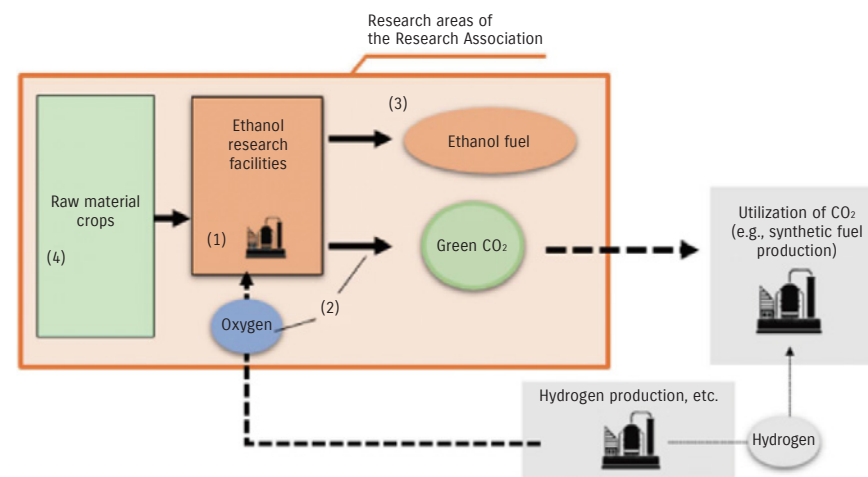 Research areas of
the Research Association
(3)
Ethanol
research
facilities
Ethanol fuel
Raw material
crops
(1)
(4)
Green CO₂
Utilization of CO₂
(e.g., synthetic fuel
production)
(2)
Oxygen
Hydrogen production, etc.
Hydrogen